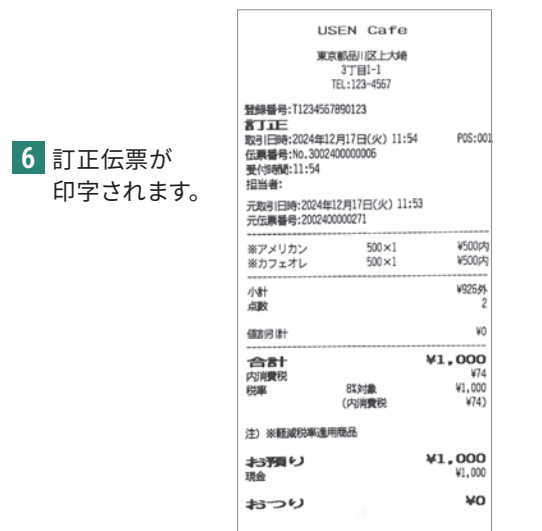 6 訂正伝票が
印字されます。
USEN Cafe
東京都品川区上大崎
3丁目1-1
TEL:123-4567
登録番号:T1234567890123
訂正
取引日時:2024年12月17日(火) 11:54 POS:001
伝票番号:No.3002400000006
受付時間:11:54
担当者:
元取引日時:2024年12月17日(火) 11:53
元伝票番号:2002400000271
※アメリカン 500×1 ¥500内
※カフェオレ 500×1 ¥500内
小計 ¥926外
点数 2
値割引計 ¥0
合計 ¥1,000
内消費税 ¥74
税率 8%対象 ¥1,000
(内消費税 ¥74)
注) ※軽減税率適用商品
お預り ¥1,000
現金 ¥1,000
おつり ¥0